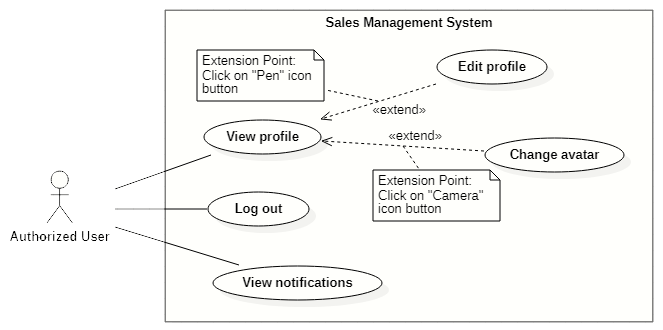 Sales Management System
Extension Point:
Click on "Pen" icon
button
Edit profile
«extend»
View profile
«extend»
Change avatar
Extension Point:
Click on "Camera"
icon button
Log out
Authorized User
View notifications